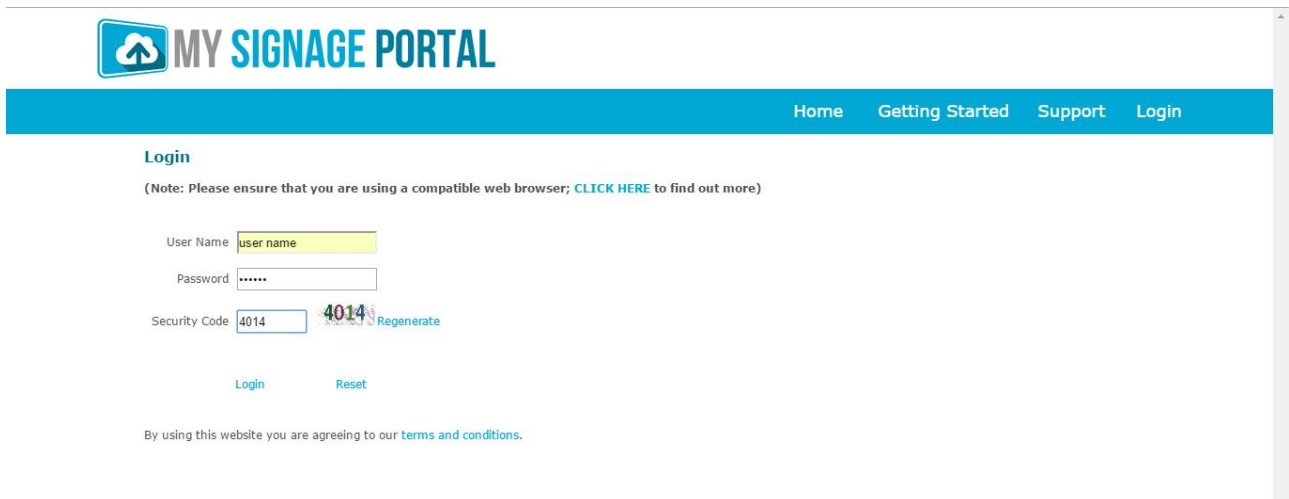 MY SIGNAGE PORTAL
Home Getting Started Support Login
Login
(Note: Please ensure that you are using a compatible web browser; CLICK HERE to find out more)
User Name user name
Password ••••••
Security Code 4014 4014 Regenerate
Login Reset
By using this website you are agreeing to our terms and conditions.